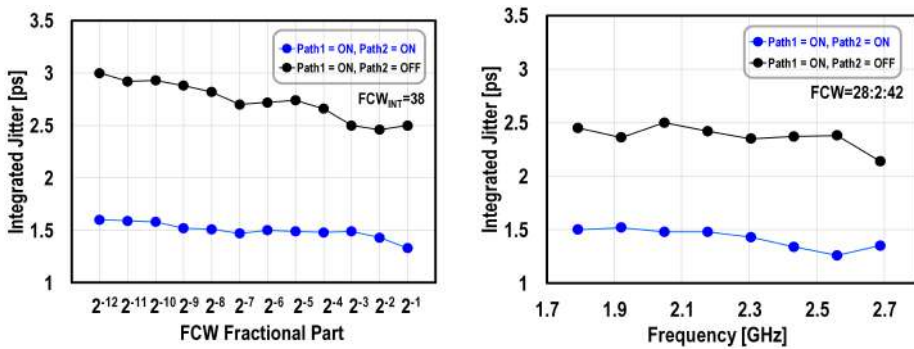 3.5
3
2.5
2
1.5
1
Integrated Jitter [ps]
Path1 = ON, Path2 = ON
Path1 = ON, Path2 = OFF
FCW_INT=38
2^-12 2^-11 2^-10 2^-9 2^-8 2^-7 2^-6 2^-5 2^-4 2^-3 2^-2 2^-1
FCW Fractional Part
3.5
3
2.5
2
1.5
1
Integrated Jitter [ps]
Path1 = ON, Path2 = ON
Path1 = ON, Path2 = OFF
FCW=28:2:42
1.7 1.9 2.1 2.3 2.5 2.7
Frequency [GHz]